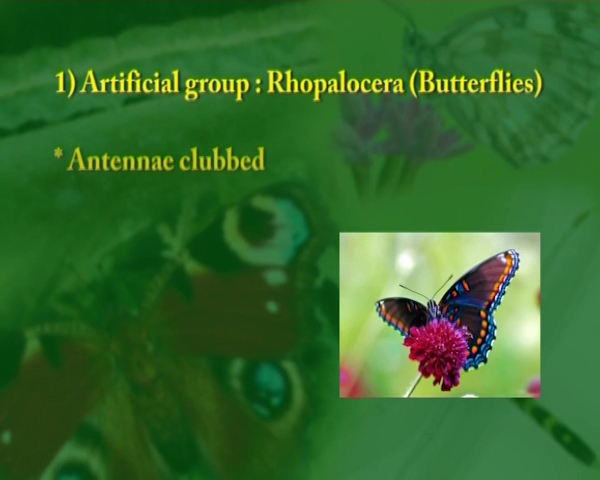 1) Artificial group : Rhopalocera (Butterflies)
* Antennae clubbed